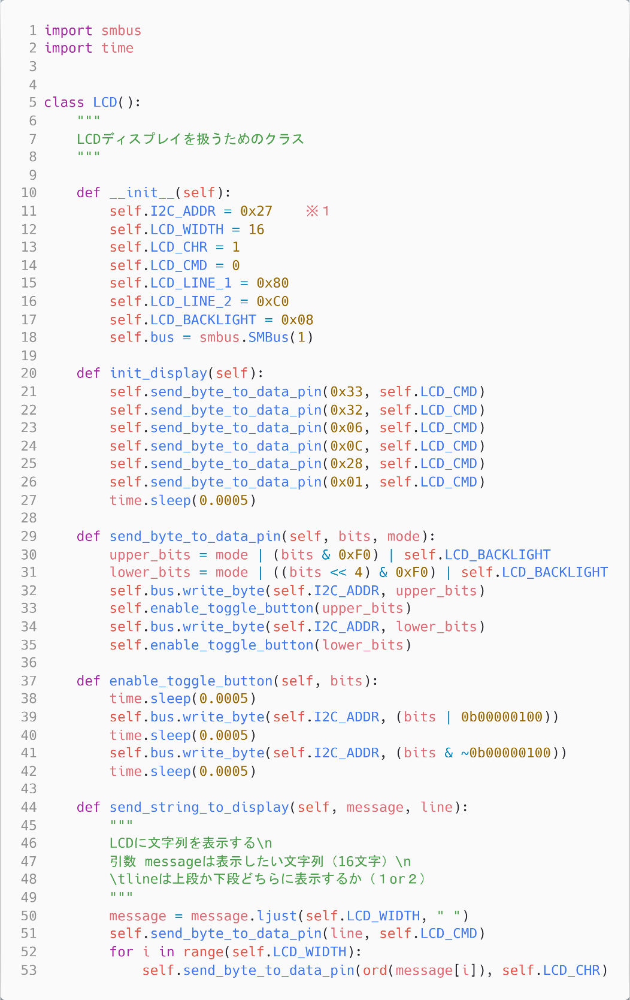 1 import smbus
2 import time
3
4
5 class LCD():
6     """
7     LCDディスプレイを扱うためのクラス
8     """
9
10     def __init__(self):
11         self.I2C_ADDR = 0x27    ※１
12         self.LCD_WIDTH = 16
13         self.LCD_CHR = 1
14         self.LCD_CMD = 0
15         self.LCD_LINE_1 = 0x80
16         self.LCD_LINE_2 = 0xC0
17         self.LCD_BACKLIGHT = 0x08
18         self.bus = smbus.SMBus(1)
19
20     def init_display(self):
21         self.send_byte_to_data_pin(0x33, self.LCD_CMD)
22         self.send_byte_to_data_pin(0x32, self.LCD_CMD)
23         self.send_byte_to_data_pin(0x06, self.LCD_CMD)
24         self.send_byte_to_data_pin(0x0C, self.LCD_CMD)
25         self.send_byte_to_data_pin(0x28, self.LCD_CMD)
26         self.send_byte_to_data_pin(0x01, self.LCD_CMD)
27         time.sleep(0.0005)
28
29     def send_byte_to_data_pin(self, bits, mode):
30         upper_bits = mode | (bits & 0xF0) | self.LCD_BACKLIGHT
31         lower_bits = mode | ((bits << 4) & 0xF0) | self.LCD_BACKLIGHT
32         self.bus.write_byte(self.I2C_ADDR, upper_bits)
33         self.enable_toggle_button(upper_bits)
34         self.bus.write_byte(self.I2C_ADDR, lower_bits)
35         self.enable_toggle_button(lower_bits)
36
37     def enable_toggle_button(self, bits):
38         time.sleep(0.0005)
39         self.bus.write_byte(self.I2C_ADDR, (bits | 0b00000100))
40         time.sleep(0.0005)
41         self.bus.write_byte(self.I2C_ADDR, (bits & ~0b00000100))
42         time.sleep(0.0005)
43
44     def send_string_to_display(self, message, line):
45         """
46         LCDに文字列を表示する\n
47         引数 messageは表示したい文字列（16文字）\n
48         \tlineは上段か下段どちらに表示するか（１or２）
49         """
50         message = message.ljust(self.LCD_WIDTH, " ")
51         self.send_byte_to_data_pin(line, self.LCD_CMD)
52         for i in range(self.LCD_WIDTH):
53             self.send_byte_to_data_pin(ord(message[i]), self.LCD_CHR)